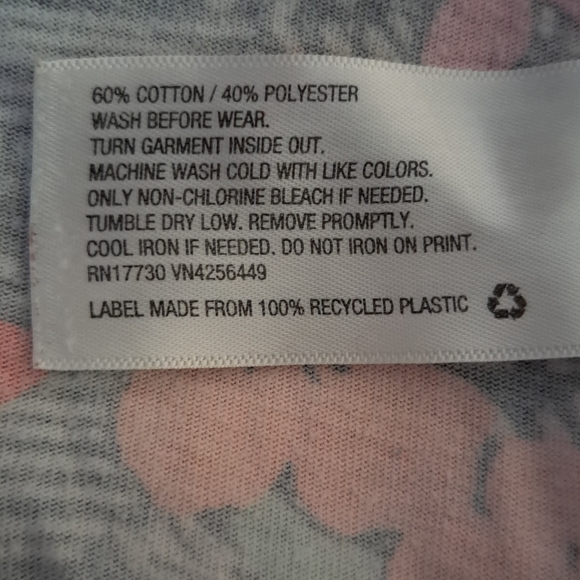 60% COTTON / 40% POLYESTER
WASH BEFORE WEAR.
TURN GARMENT INSIDE OUT.
MACHINE WASH COLD WITH LIKE COLORS.
ONLY NON-CHLORINE BLEACH IF NEEDED.
TUMBLE DRY LOW. REMOVE PROMPTLY.
COOL IRON IF NEEDED. DO NOT IRON ON PRINT.
RN17730 VN4256449
LABEL MADE FROM 100% RECYCLED PLASTIC